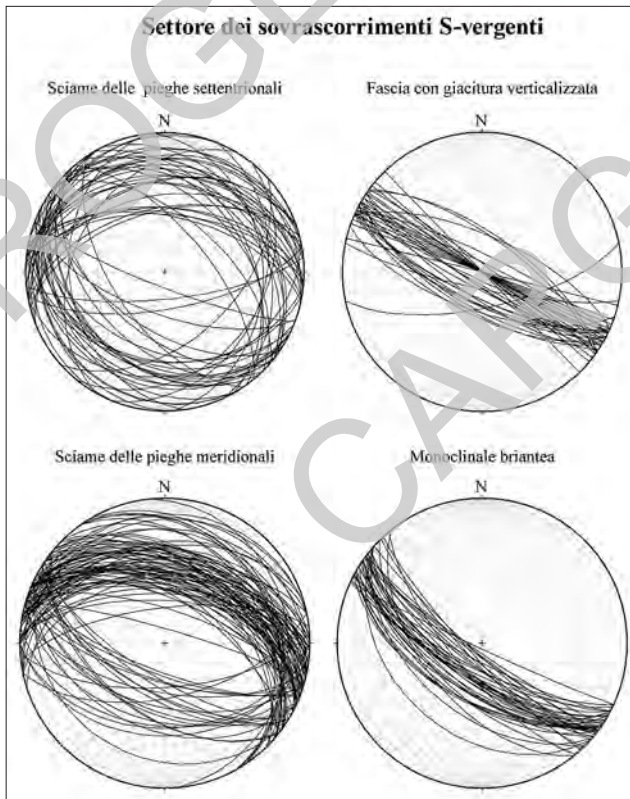 Settore dei sovrascorrimenti S-vergenti
Sciame delle pieghe settentrionali
Fascia con giacitura verticalizzata
N
N
Sciame delle pieghe meridionali
Monoclinale briantea
N
N